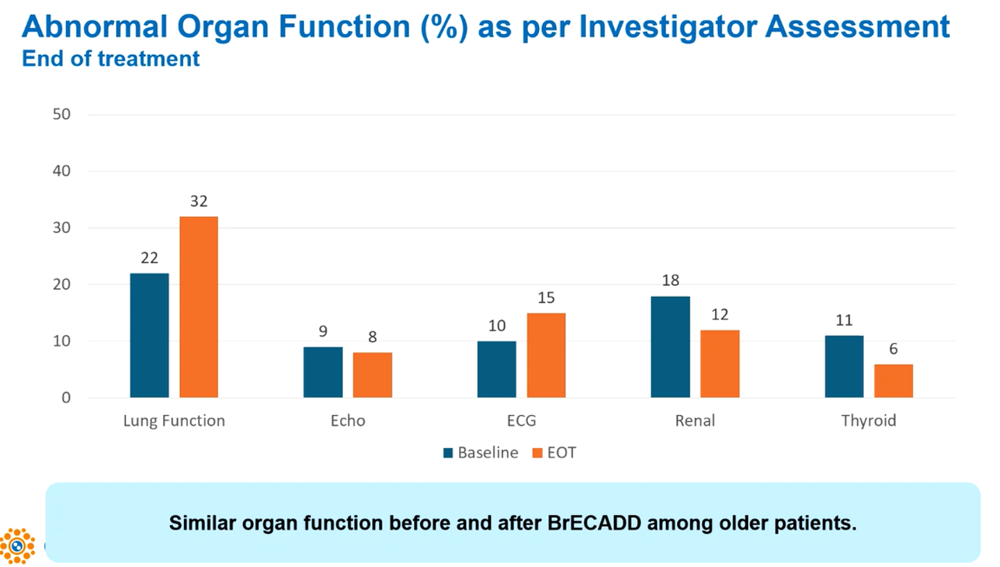 Abnormal Organ Function (%) as per Investigator Assessment
End of treatment
50
40
30
20
10
0
22
32
9
8
10
15
18
12
11
6
Lung Function
Echo
ECG
Renal
Thyroid
Baseline
EOT
Similar organ function before and after BrECADD among older patients.